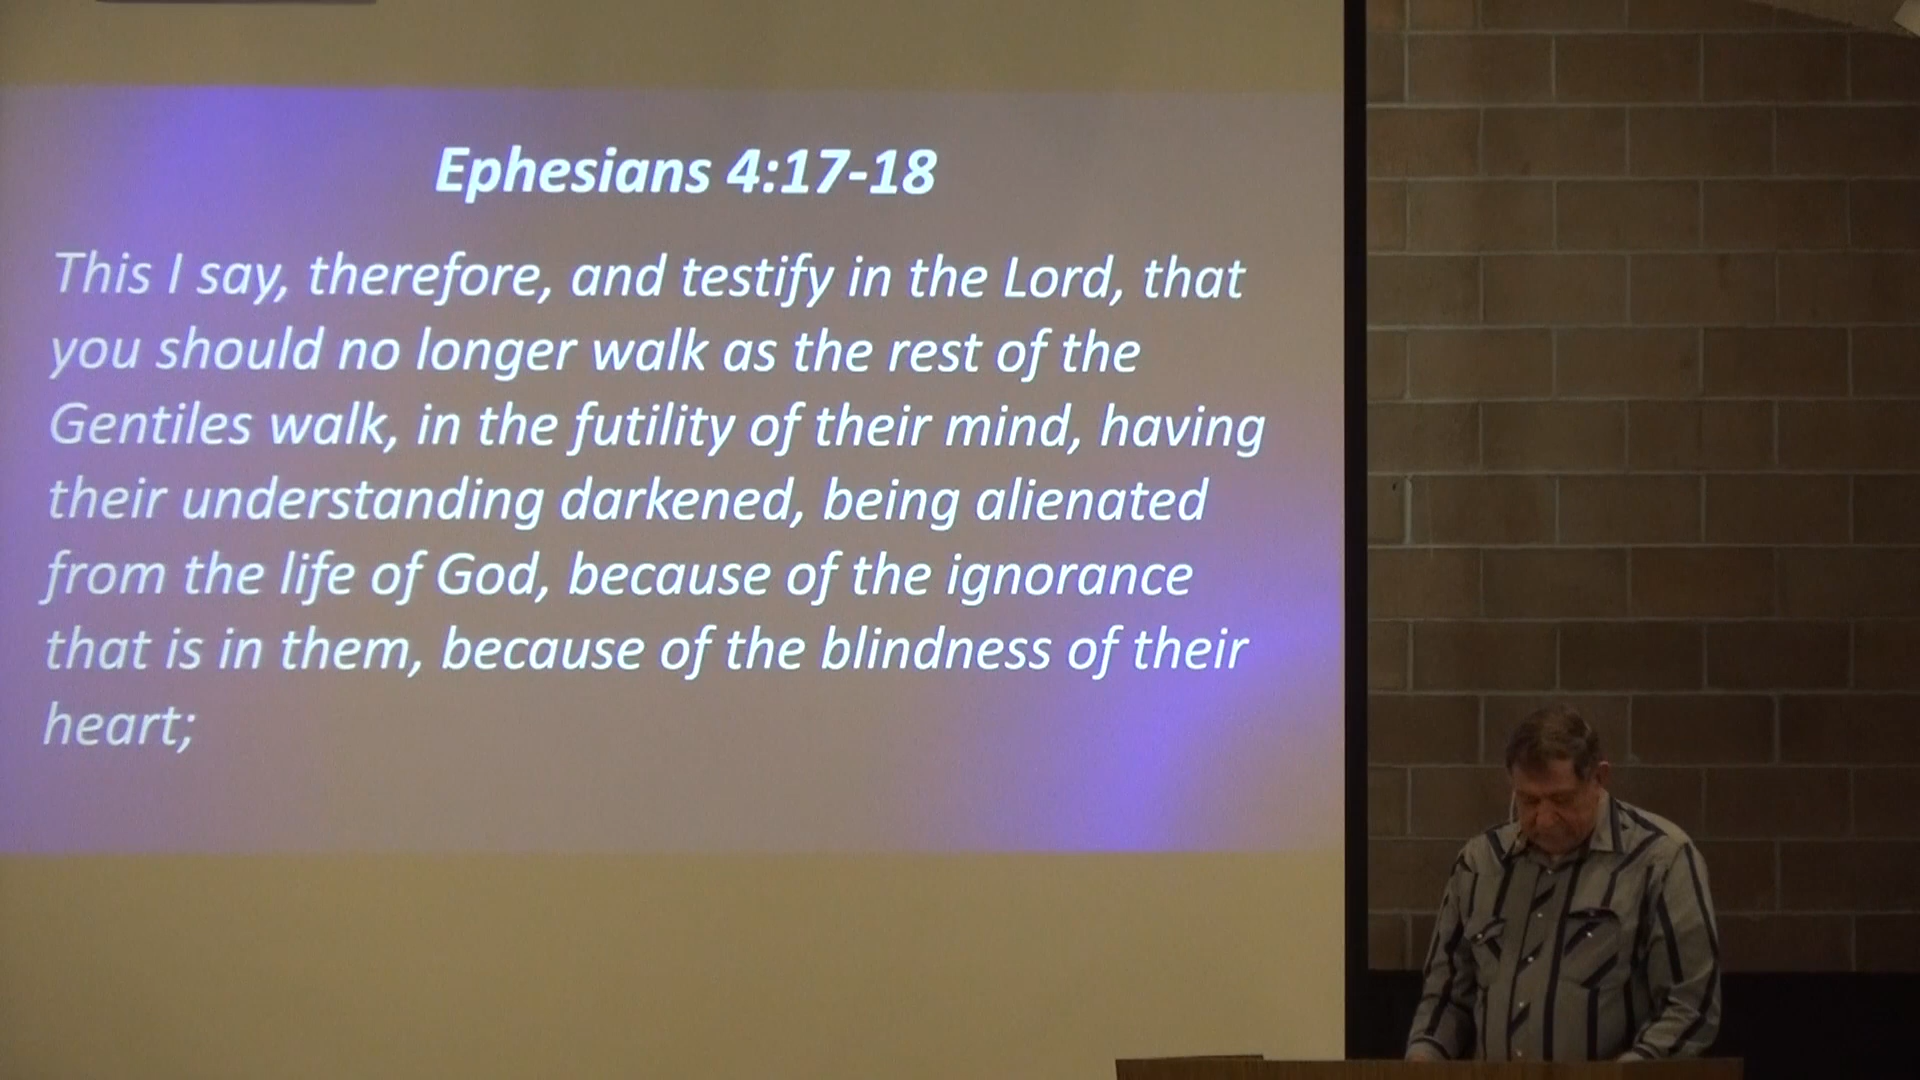 Ephesians 4:17-18
This I say, therefore, and testify in the Lord, that
you should no longer walk as the rest of the
Gentiles walk, in the futility of their mind, having
their understanding darkened, being alienated
from the life of God, because of the ignorance
that is in them, because of the blindness of their
heart;